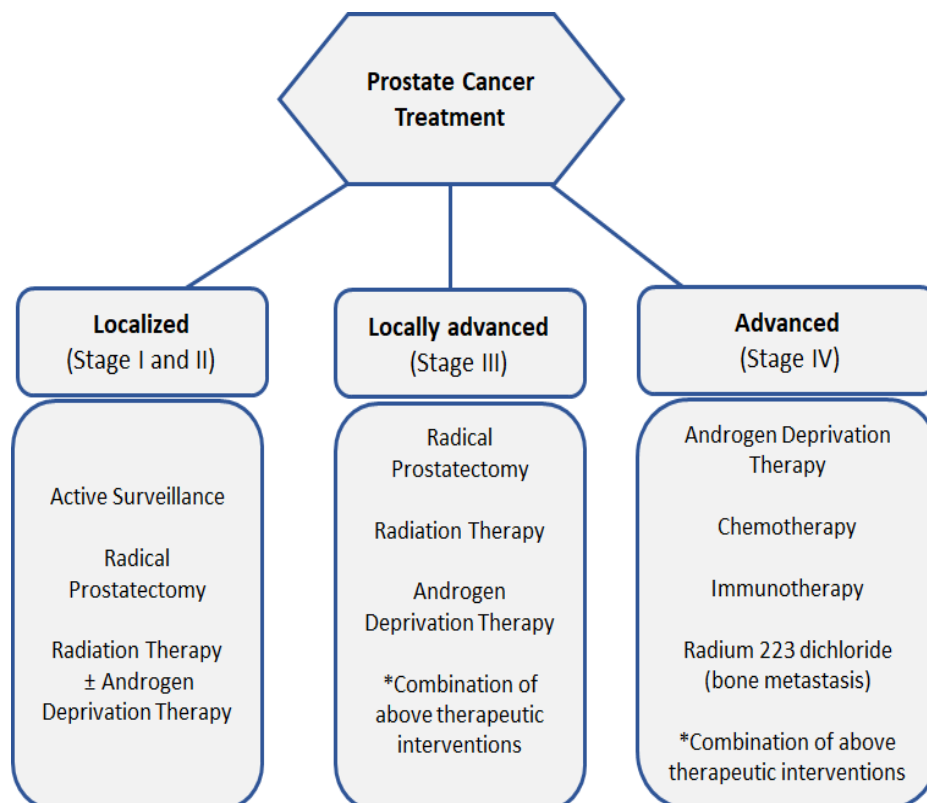 Prostate Cancer
Treatment
Localized
(Stage I and II)
Active Surveillance
Radical
Prostatectomy
Radiation Therapy
± Androgen
Deprivation Therapy
Locally advanced
(Stage III)
Radical
Prostatectomy
Radiation Therapy
Androgen
Deprivation Therapy
*Combination of
above therapeutic
interventions
Advanced
(Stage IV)
Androgen Deprivation
Therapy
Chemotherapy
Immunotherapy
Radium 223 dichloride
(bone metastasis)
*Combination of above
therapeutic interventions